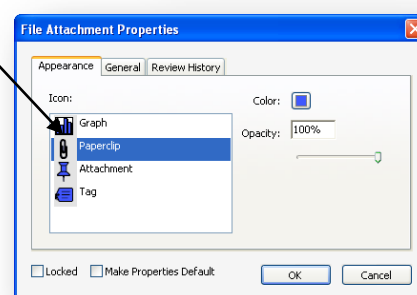 File Attachment Properties
Appearance General Review History
Icon: Color:
Graph
Opacity: 100%
Paperclip
Attachment
Tag
Locked Make Properties Default OK Cancel